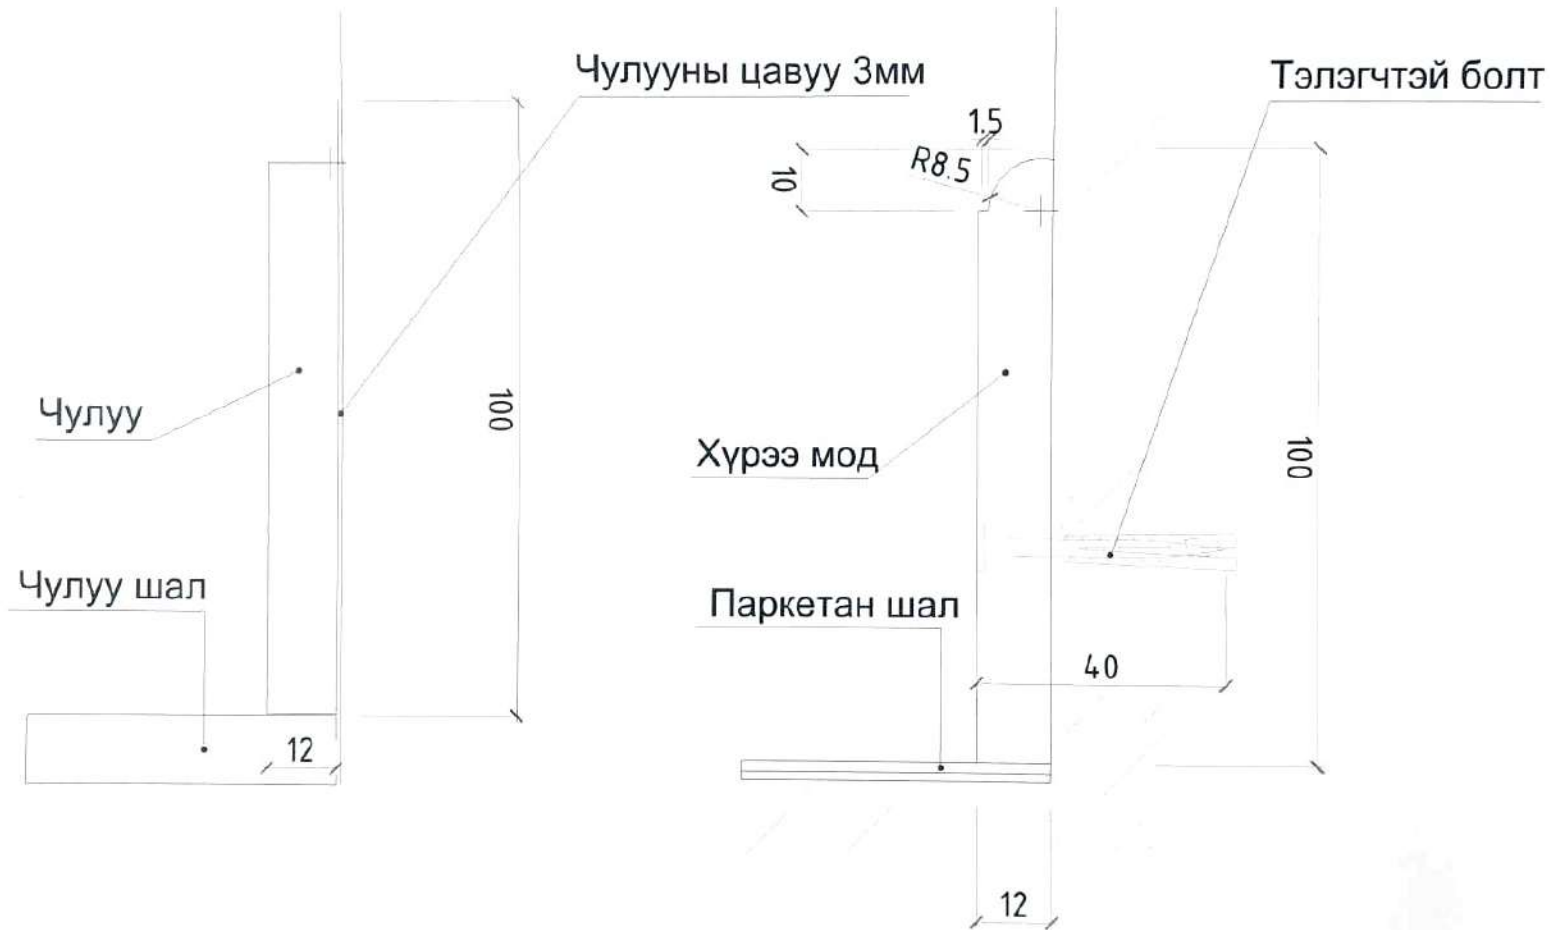 Чулууны цавуу 3мм
Тэлэгчтэй болт
1.5
R8.5
10
Чулуу
100
Хүрээ мод
100
Чулуу шал
Паркетан шал
40
12
12